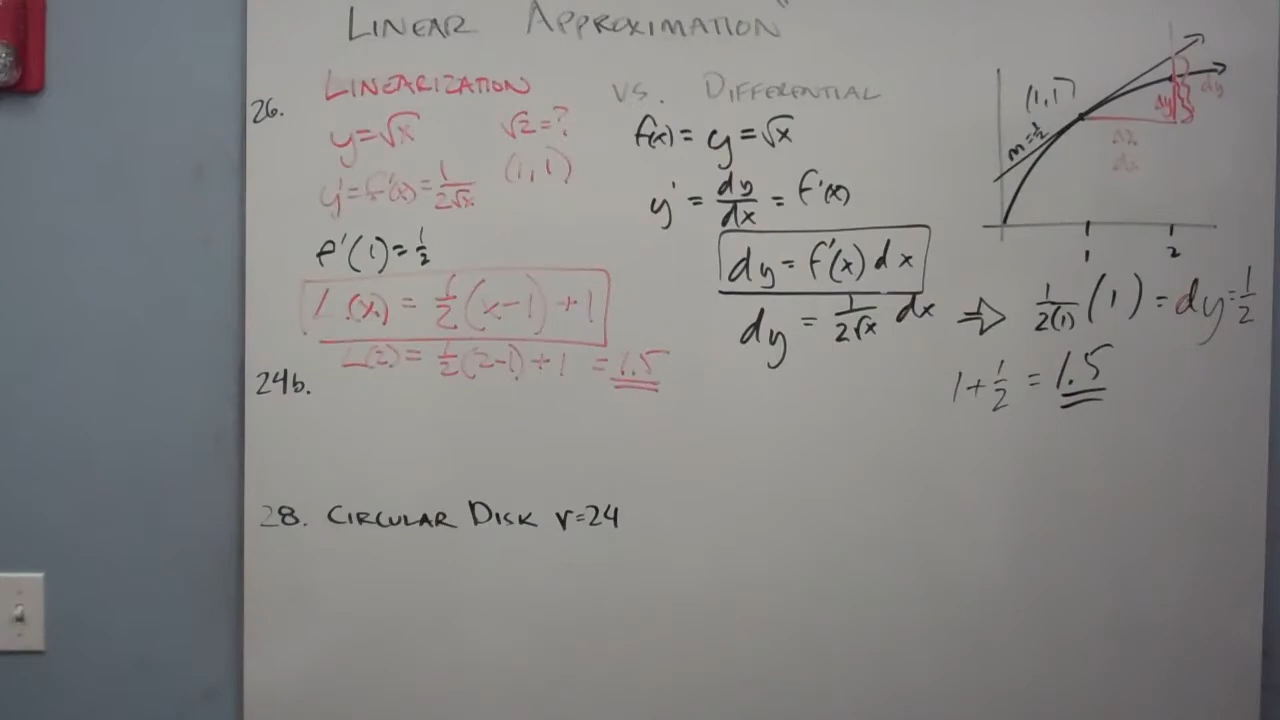 LINEAR APPROXIMATION"
26. LINEARIZATION
y=√x √2=?
y'=f'(x)=1/2√x (1,1)
f'(1)=1/2
L(x) = 1/2(x-1)+1
L(2) = 1/2(2-1)+1 = 1.5
VS. DIFFERENTIAL
f(x) = y = √x
y' = dy/dx = f'(x)
dy = f'(x) dx
dy = 1/2√x dx ⇒ 1/2(1) (1) = dy = 1/2
1+1/2 = 1.5
(1,1)
m=1/2
Δy
dy
Δx
dx
1
2
24b.
28. CIRCULAR DISK r=24